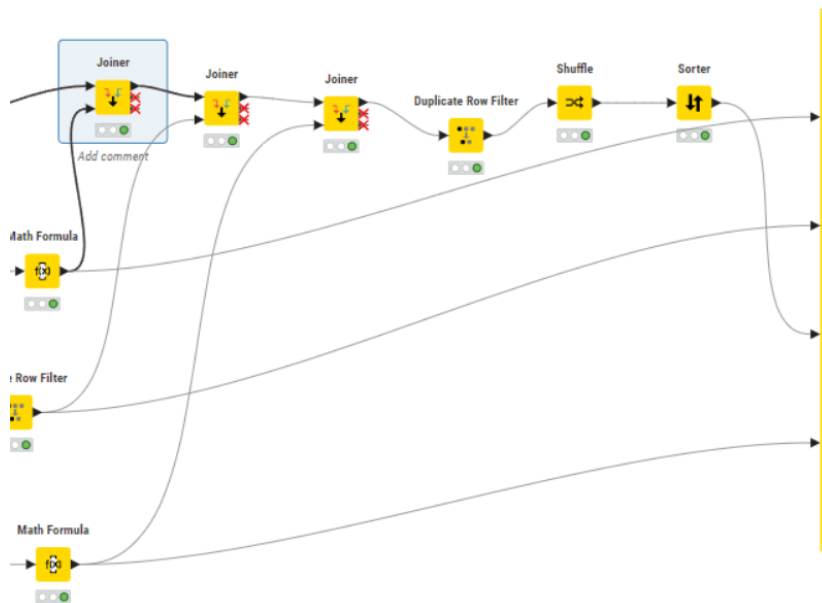 Joiner
Joiner
Joiner
Duplicate Row Filter
Shuffle
Sorter
Add comment
Math Formula
f(x)
e Row Filter
Math Formula
f(x)